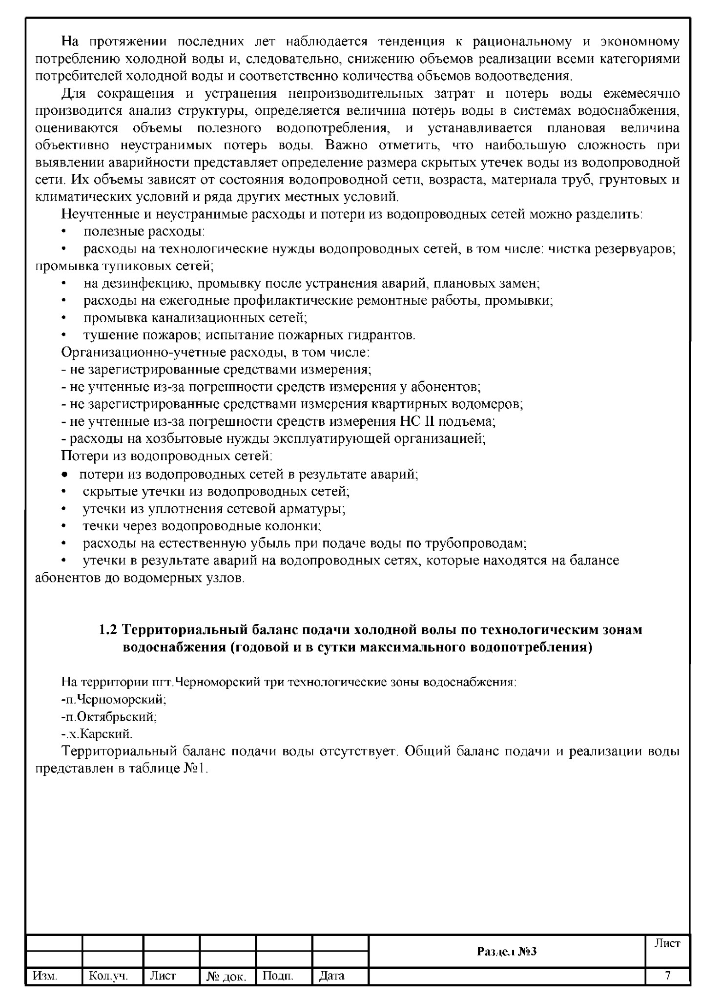 На протяжении последних лет наблюдается тенденция к рациональному и экономному
потреблению холодной воды и, следовательно, снижению объемов реализации всеми категориями
потребителей холодной воды и соответственно количества объемов водоотведения.
Для сокращения и устранения непроизводительных затрат и потерь воды ежемесячно
производится анализ структуры, определяется величина потерь воды в системах водоснабжения,
оцениваются объемы полезного водопотребления, и устанавливается плановая величина
объективно неустранимых потерь воды. Важно отметить, что наибольшую сложность при
выявлении аварийности представляет определение размера скрытых утечек воды из водопроводной
сети. Их объемы зависят от состояния водопроводной сети, возраста, материала труб, грунтовых и
климатических условий и ряда других местных условий.
Неучтенные и неустранимые расходы и потери из водопроводных сетей можно разделить:
• полезные расходы:
• расходы на технологические нужды водопроводных сетей, в том числе: чистка резервуаров;
промывка тупиковых сетей;
• на дезинфекцию, промывку после устранения аварий, плановых замен;
• расходы на ежегодные профилактические ремонтные работы, промывки;
• промывка канализационных сетей;
• тушение пожаров; испытание пожарных гидрантов.
Организационно-учетные расходы, в том числе:
- не зарегистрированные средствами измерения;
- не учтенные из-за погрешности средств измерения у абонентов;
- не зарегистрированные средствами измерения квартирных водомеров;
- не учтенные из-за погрешности средств измерения НС II подъема;
- расходы на хозбытовые нужды эксплуатирующей организацией;
Потери из водопроводных сетей:
• потери из водопроводных сетей в результате аварий;
• скрытые утечки из водопроводных сетей;
• утечки из уплотнения сетевой арматуры;
• течки через водопроводные колонки;
• расходы на естественную убыль при подаче воды по трубопроводам;
• утечки в результате аварий на водопроводных сетях, которые находятся на балансе
абонентов до водомерных узлов.
1.2 Территориальный баланс подачи холодной волы по технологическим зонам
водоснабжения (годовой и в сутки максимального водопотребления)
На территории пгт.Черноморский три технологические зоны водоснабжения:
-п.Черноморский;
-п.Октябрьский;
-.х.Карский.
Территориальный баланс подачи воды отсутствует. Общий баланс подачи и реализации воды
представлен в таблице №1.
Раздел №3 Лист
Изм. Кол.уч. Лист № док. Подп. Дата 7